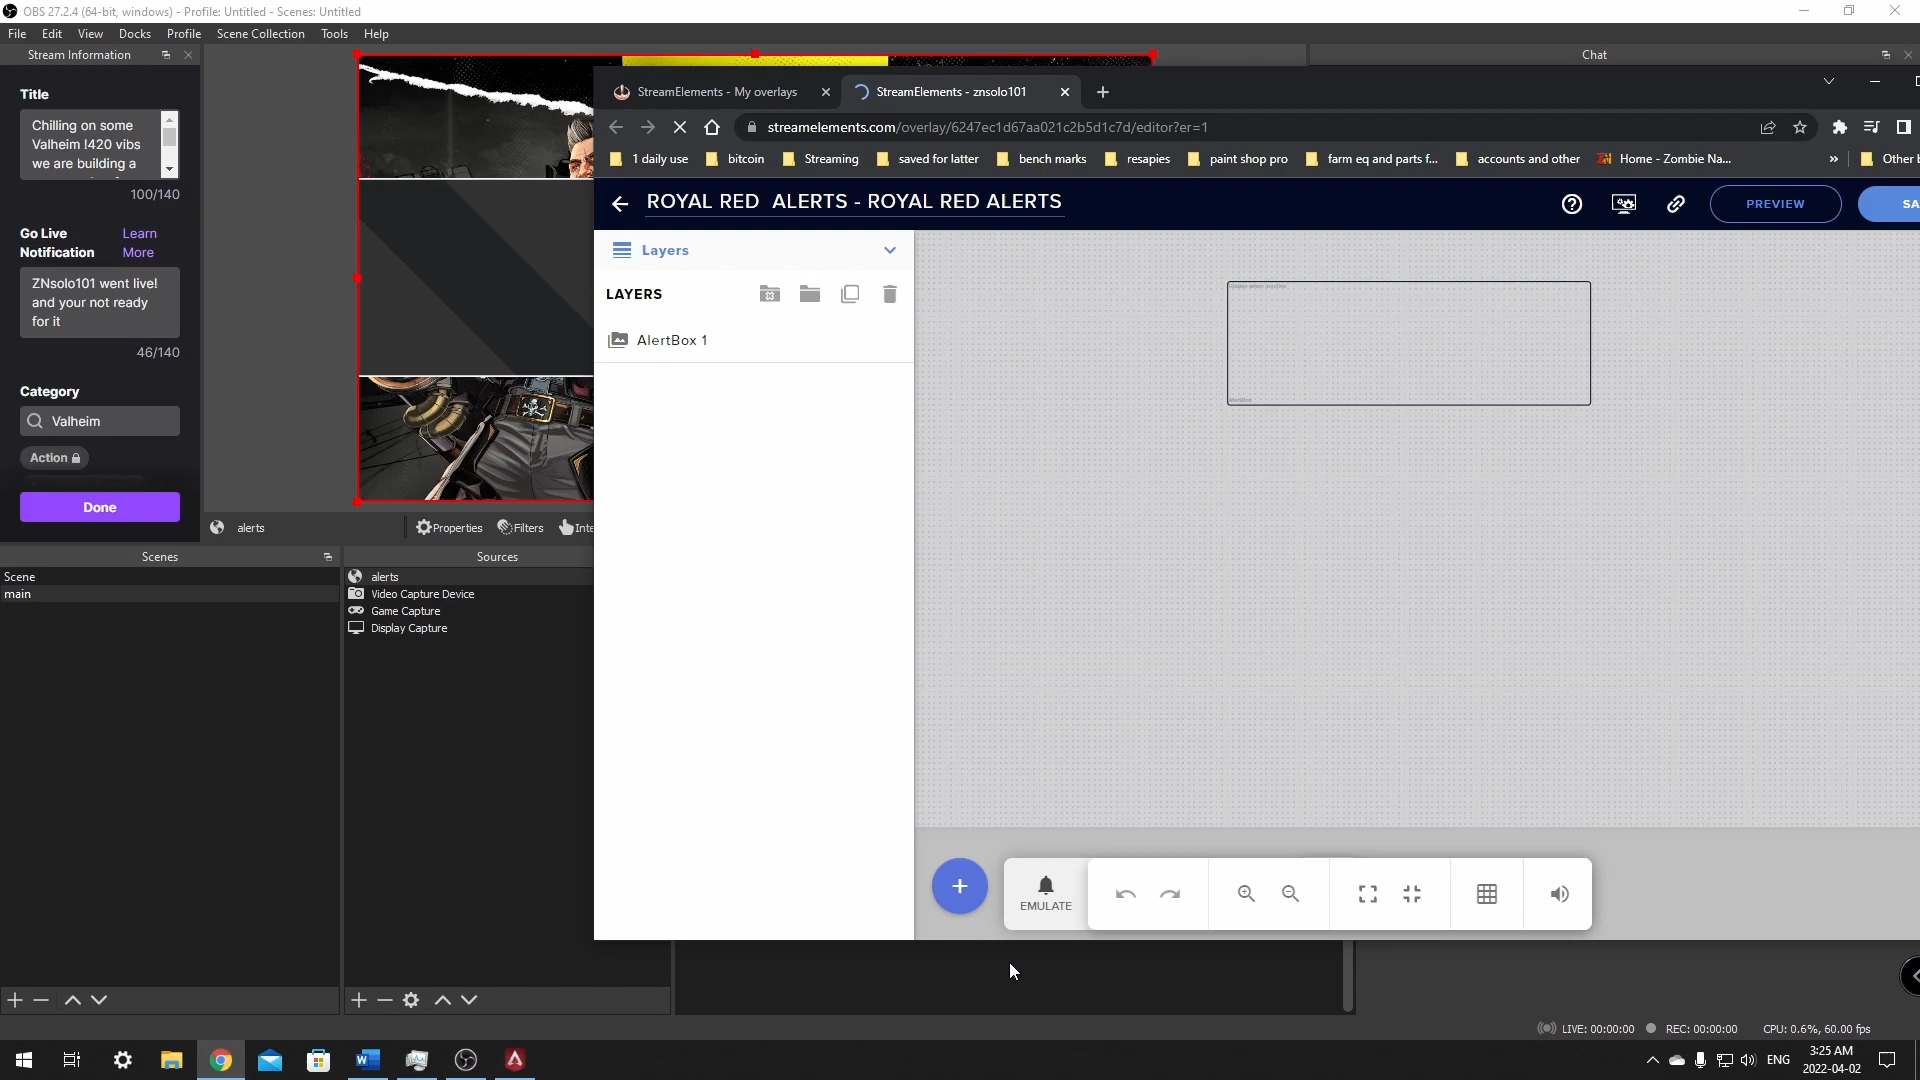 OBS 27.2.4 (64-bit, windows) - Profile: Untitled - Scenes: Untitled
File Edit View Docks Profile Scene Collection Tools Help
Stream Information
Chat
Title
Chilling on some
Valheim !420 vibs
we are building a
100/140
Go Live
Notification
Learn
More
ZNsolo101 went live!
and your not ready
for it
46/140
Category
Valheim
Action
Done
StreamElements - My overlays
StreamElements - znsolo101
streamelements.com/overlay/6247ec1d67aa021c2b5d1c7d/editor?er=1
1 daily use bitcoin Streaming saved for latter bench marks resapies paint shop pro farm eq and parts f... accounts and other Home - Zombie Na... » Other b
ROYAL RED ALERTS - ROYAL RED ALERTS
PREVIEW
SA
Layers
LAYERS
AlertBox 1
AlertBox
EMULATE
alerts
Properties Filters Inte
Scenes
Scene
main
Sources
alerts
Video Capture Device
Game Capture
Display Capture
LIVE: 00:00:00 REC: 00:00:00 CPU: 0.6%, 60.00 fps
ENG
3:25 AM
2022-04-02